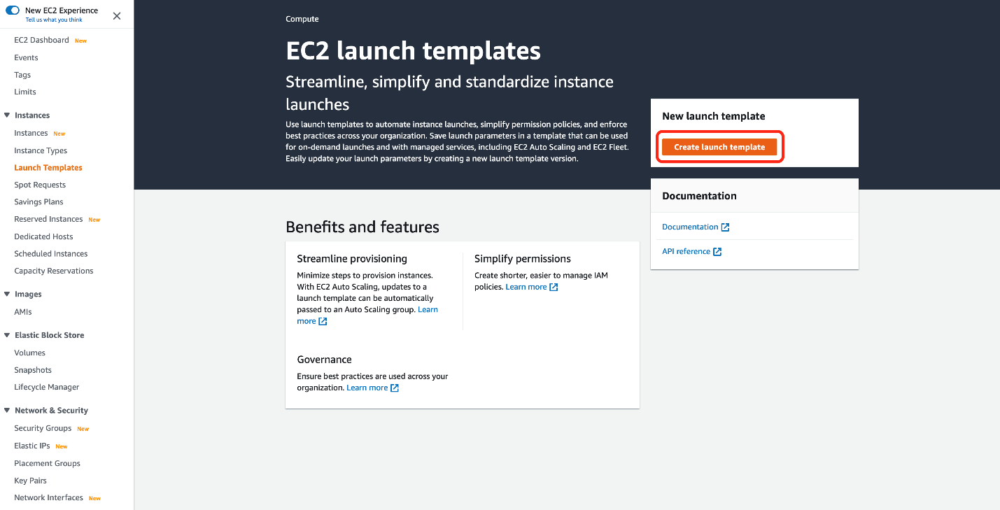 New EC2 Experience
Tell us what you think
EC2 Dashboard New
Events
Tags
Limits
Instances
Instances New
Instance Types
Launch Templates
Spot Requests
Savings Plans
Reserved Instances New
Dedicated Hosts
Scheduled Instances
Capacity Reservations
Images
AMIs
Elastic Block Store
Volumes
Snapshots
Lifecycle Manager
Network & Security
Security Groups New
Elastic IPs New
Placement Groups
Key Pairs
Network Interfaces New
Compute
EC2 launch templates
Streamline, simplify and standardize instance
launches
Use launch templates to automate instance launches, simplify permission policies, and enforce
best practices across your organization. Save launch parameters in a template that can be used
for on-demand launches and with managed services, including EC2 Auto Scaling and EC2 Fleet.
Easily update your launch parameters by creating a new launch template version.
New launch template
Create launch template
Documentation
Documentation
API reference
Benefits and features
Streamline provisioning
Minimize steps to provision instances.
With EC2 Auto Scaling, updates to a
launch template can be automatically
passed to an Auto Scaling group. Learn
more
Simplify permissions
Create shorter, easier to manage IAM
policies. Learn more
Governance
Ensure best practices are used across your
organization. Learn more